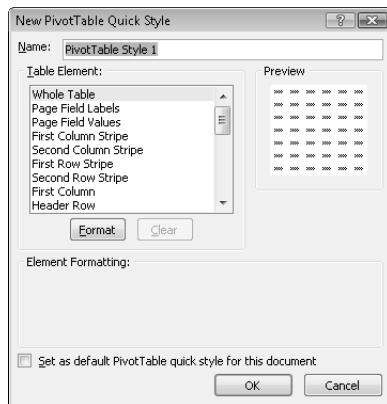 New PivotTable Quick Style
Name: PivotTable Style 1
Table Element:
Preview
Whole Table
Page Field Labels
Page Field Values
First Column Stripe
Second Column Stripe
First Row Stripe
Second Row Stripe
First Column
Header Row
Format
Clear
Element Formatting:
Set as default PivotTable quick style for this document
OK
Cancel